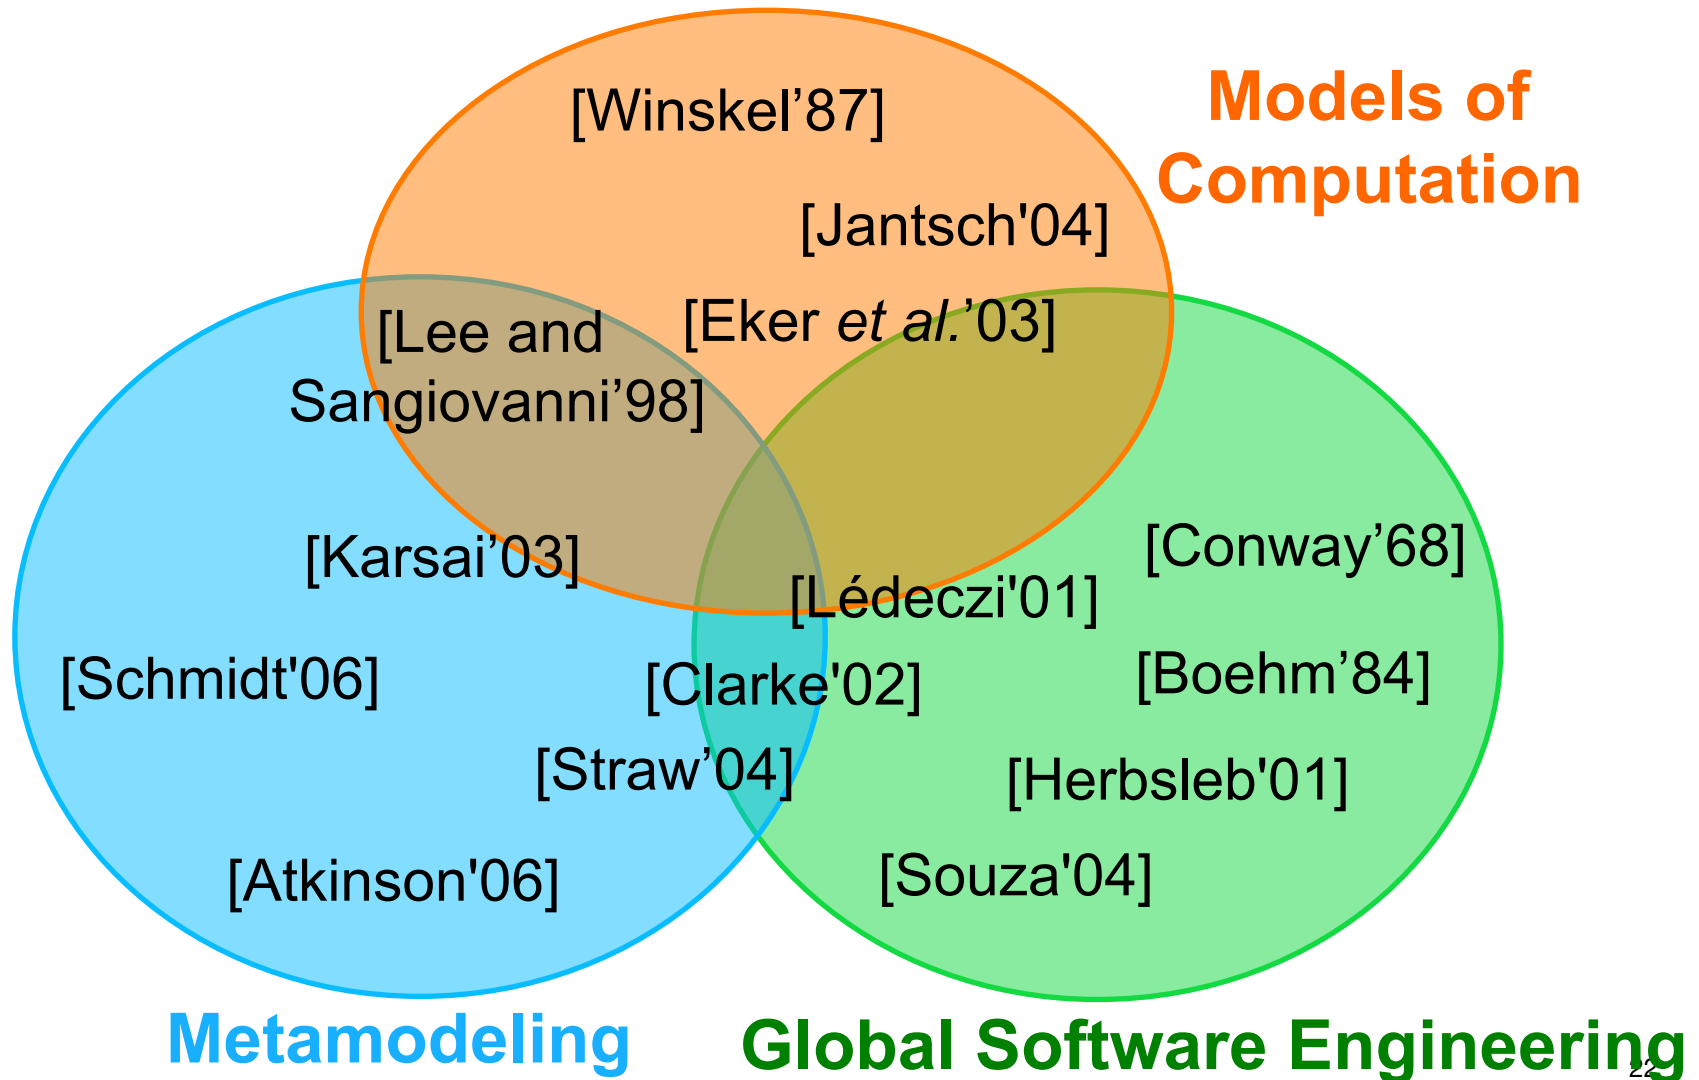 [Winskel’87]
Models of
Computation
[Jantsch'04]
[Eker et al.’03]
[Lee and
Sangiovanni’98]
[Karsai’03]
[Conway’68]
[Lédeczi'01]
[Schmidt'06]
[Clarke'02]
[Boehm’84]
[Straw’04]
[Herbsleb'01]
[Atkinson'06]
[Souza'04]
Metamodeling
Global Software Engineering
22